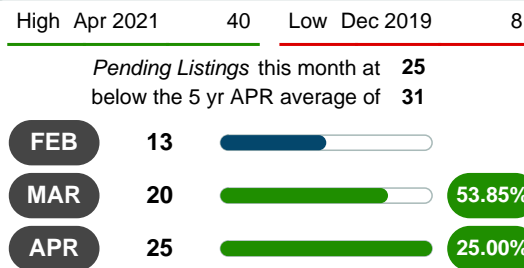 High Apr 2021 40 Low Dec 2019 8
Pending Listings this month at 25
below the 5 yr APR average of 31
FEB 13
MAR 20 53.85%
APR 25 25.00%